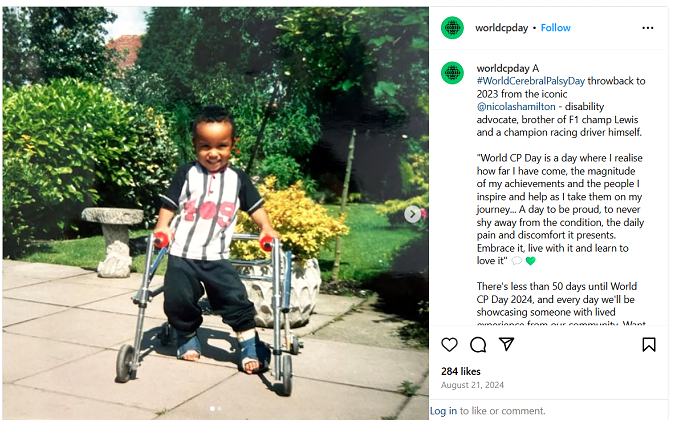 worldcpday • Follow
worldcpday A
#WorldCerebralPalsyDay throwback to
2023 from the iconic
@nicolashamilton - disability
advocate, brother of F1 champ Lewis
and a champion racing driver himself.
"World CP Day is a day where I realise
how far I have come, the magnitude
of my achievements and the people I
inspire and help as I take them on my
journey... A day to be proud, to never
shy away from the condition, the daily
pain and discomfort it presents.
Embrace it, live with it and learn to
love it" 💬💚
There's less than 50 days until World
CP Day 2024, and every day we'll be
showcasing someone with lived
experience from our community. Want
284 likes
August 21, 2024
Log in to like or comment.